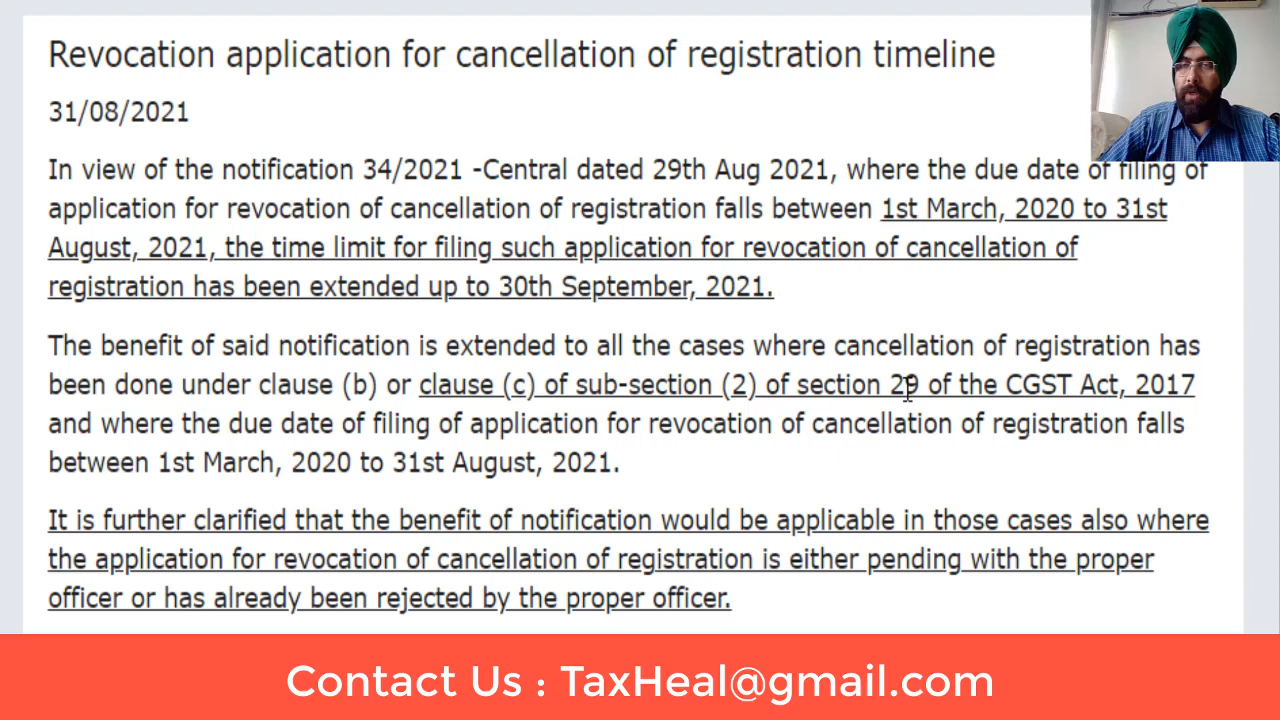 Revocation application for cancellation of registration timeline
31/08/2021
In view of the notification 34/2021 -Central dated 29th Aug 2021, where the due date of filing of
application for revocation of cancellation of registration falls between 1st March, 2020 to 31st
August, 2021, the time limit for filing such application for revocation of cancellation of
registration has been extended up to 30th September, 2021.
The benefit of said notification is extended to all the cases where cancellation of registration has
been done under clause (b) or clause (c) of sub-section (2) of section 29 of the CGST Act, 2017
and where the due date of filing of application for revocation of cancellation of registration falls
between 1st March, 2020 to 31st August, 2021.
It is further clarified that the benefit of notification would be applicable in those cases also where
the application for revocation of cancellation of registration is either pending with the proper
officer or has already been rejected by the proper officer.
Contact Us : TaxHeal@gmail.com